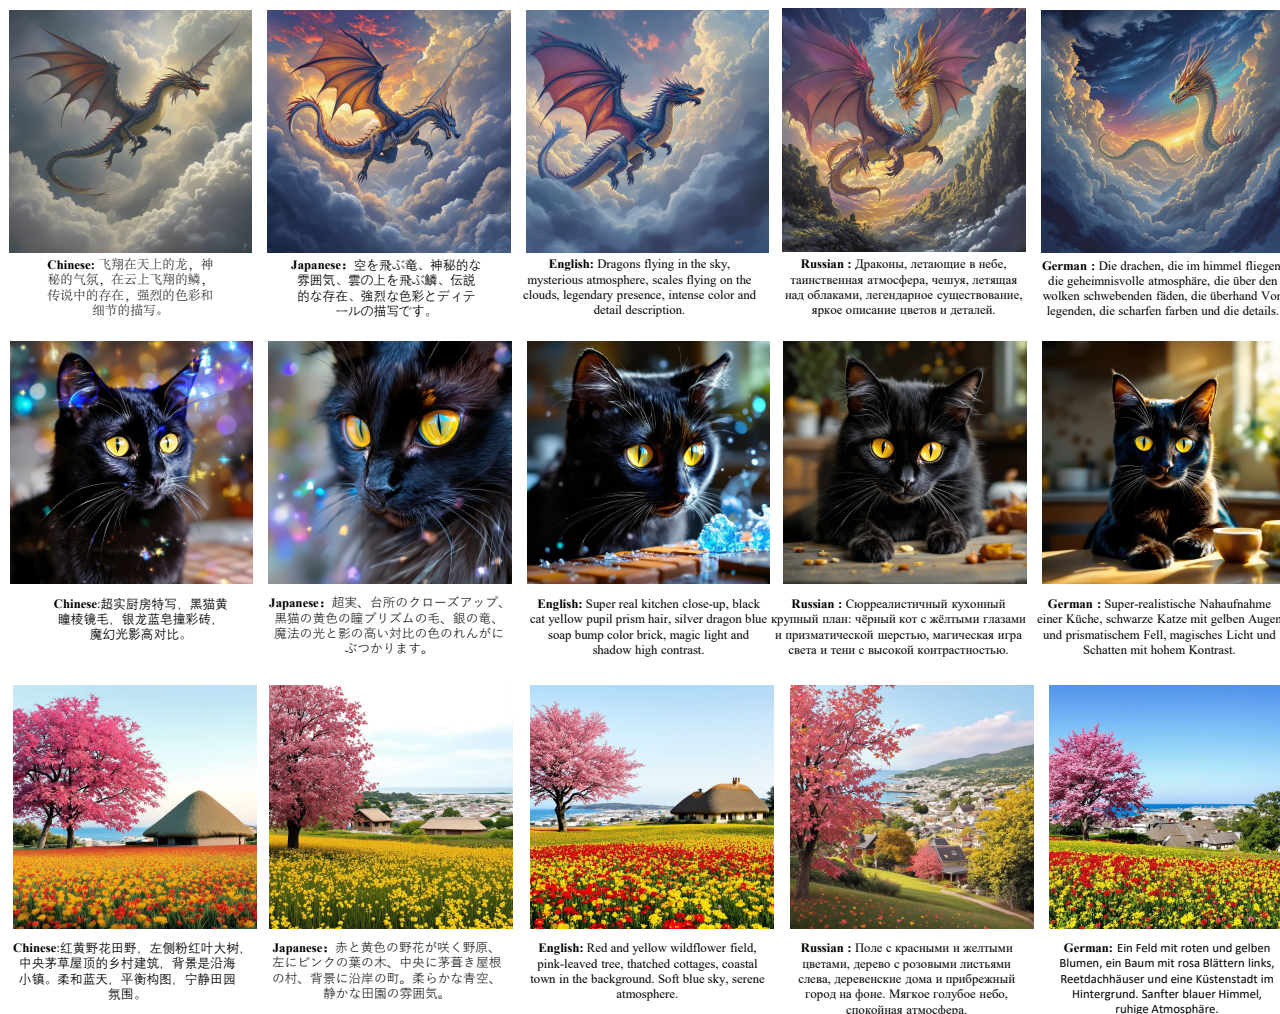 Chinese: 飞翔在天上的龙，神
秘的气氛，在云上飞翔的鳞，
传说中的存在，强烈的色彩和
细节的描写。
Japanese： 空を飛ぶ竜、神秘的な
雰囲気、雲の上を飛ぶ鱗、伝説
的な存在、強烈な色彩とディテ
ールの描写です。
English: Dragons flying in the sky,
mysterious atmosphere, scales flying on the
clouds, legendary presence, intense color and
detail description.
Russian : Драконы, летающие в небе,
таинственная атмосфера, чешуя, летящая
над облаками, легендарное существование,
яркое описание цветов и деталей.
German : Die drachen, die im himmel fliegen
die geheimnisvolle atmosphäre, die über den
wolken schwebenden fäden, die überhand Vor
legenden, die scharfen farben und die details.
Chinese:超实厨房特写，黑猫黄
瞳棱镜毛，银龙蓝皂撞彩砖，
魔幻光影高对比。
Japanese： 超実、台所のクローズアップ、
黒猫の黄色の瞳プリズムの毛、銀の竜、
魔法の光と影の高い対比の色のれんがに
ぶつかります。
English: Super real kitchen close-up, black
cat yellow pupil prism hair, silver dragon blue
soap bump color brick, magic light and
shadow high contrast.
Russian : Сюрреалистичный кухонный
крупный план: чёрный кот с жёлтыми глазами
и призматической шерстью, магическая игра
света и тени с высокой контрастностью.
German : Super-realistische Nahaufnahme
einer Küche, schwarze Katze mit gelben Augen
und prismatischem Fell, magisches Licht und
Schatten mit hohem Kontrast.
Chinese:红黄野花田野，左侧粉红叶大树，
中央茅草屋顶的乡村建筑，背景是沿海
小镇。柔和蓝天，平衡构图，宁静田园
氛围。
Japanese： 赤と黄色の野花が咲く野原、
左にピンクの葉の木、中央に茅葺き屋根
の村、背景に沿岸の町。柔らかな青空、
静かな田園の雰囲気。
English: Red and yellow wildflower field,
pink-leaved tree, thatched cottages, coastal
town in the background. Soft blue sky, serene
atmosphere.
Russian : Поле с красными и желтыми
цветами, дерево с розовыми листьями
слева, деревенские дома и прибрежный
город на фоне. Мягкое голубое небо,
спокойная атмосфера.
German: Ein Feld mit roten und gelben
Blumen, ein Baum mit rosa Blättern links,
Reetdachhäuser und eine Küstenstadt im
Hintergrund. Sanfter blauer Himmel,
ruhige Atmosphäre.